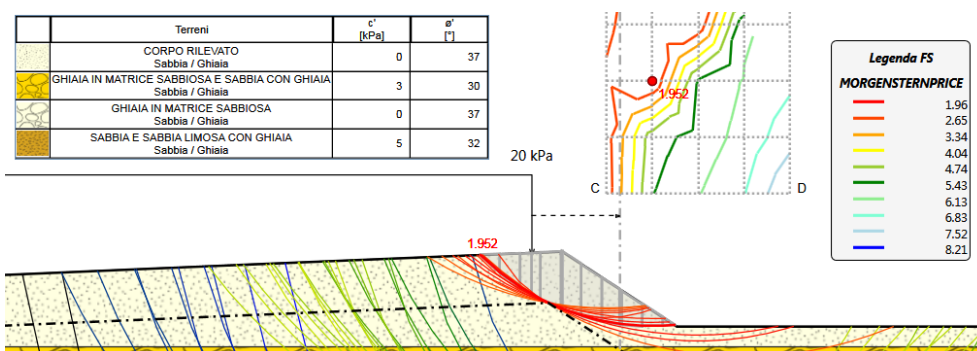 Terreni c' ø'
[kPa] [°]
CORPO RILEVATO
Sabbia / Ghiaia 0 37
GHIAIA IN MATRICE SABBIOSA E SABBIA CON GHIAIA
Sabbia / Ghiaia 3 30
GHIAIA IN MATRICE SABBIOSA
Sabbia / Ghiaia 0 37
SABBIA E SABBIA LIMOSA CON GHIAIA
Sabbia / Ghiaia 5 32
20 kPa
1.952
C D
Legenda FS
MORGENSTERNPRICE
1.96
2.65
3.34
4.04
4.74
5.43
6.13
6.83
7.52
8.21
1.952